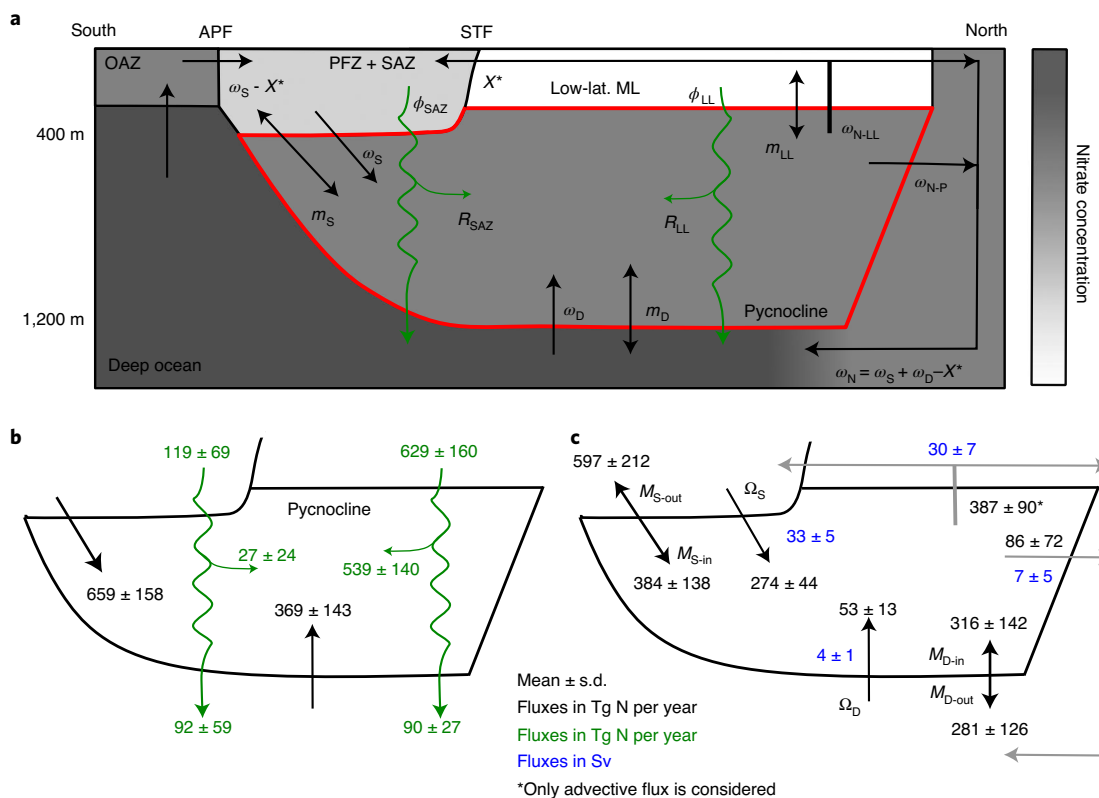 a
South
APF
STF
North
OAZ
PFZ + SAZ
X*
Low-lat. ML
ωS - X*
ϕSAZ
ϕLL
400 m
ωS
mLL
ωN-LL
ωN-P
mS
RSAZ
RLL
1,200 m
ωD
mD
Pycnocline
Deep ocean
ωN = ωS + ωD–X*
Nitrate concentration
b
119 ± 69
629 ± 160
Pycnocline
27 ± 24
539 ± 140
659 ± 158
369 ± 143
92 ± 59
90 ± 27
c
30 ± 7
597 ± 212
MS-out
ΩS
387 ± 90*
MS-in
33 ± 5
86 ± 72
384 ± 138
274 ± 44
7 ± 5
53 ± 13
316 ± 142
4 ± 1
MD-in
MD-out
ΩD
281 ± 126
Mean ± s.d.
Fluxes in Tg N per year
Fluxes in Tg N per year
Fluxes in Sv
*Only advective flux is considered